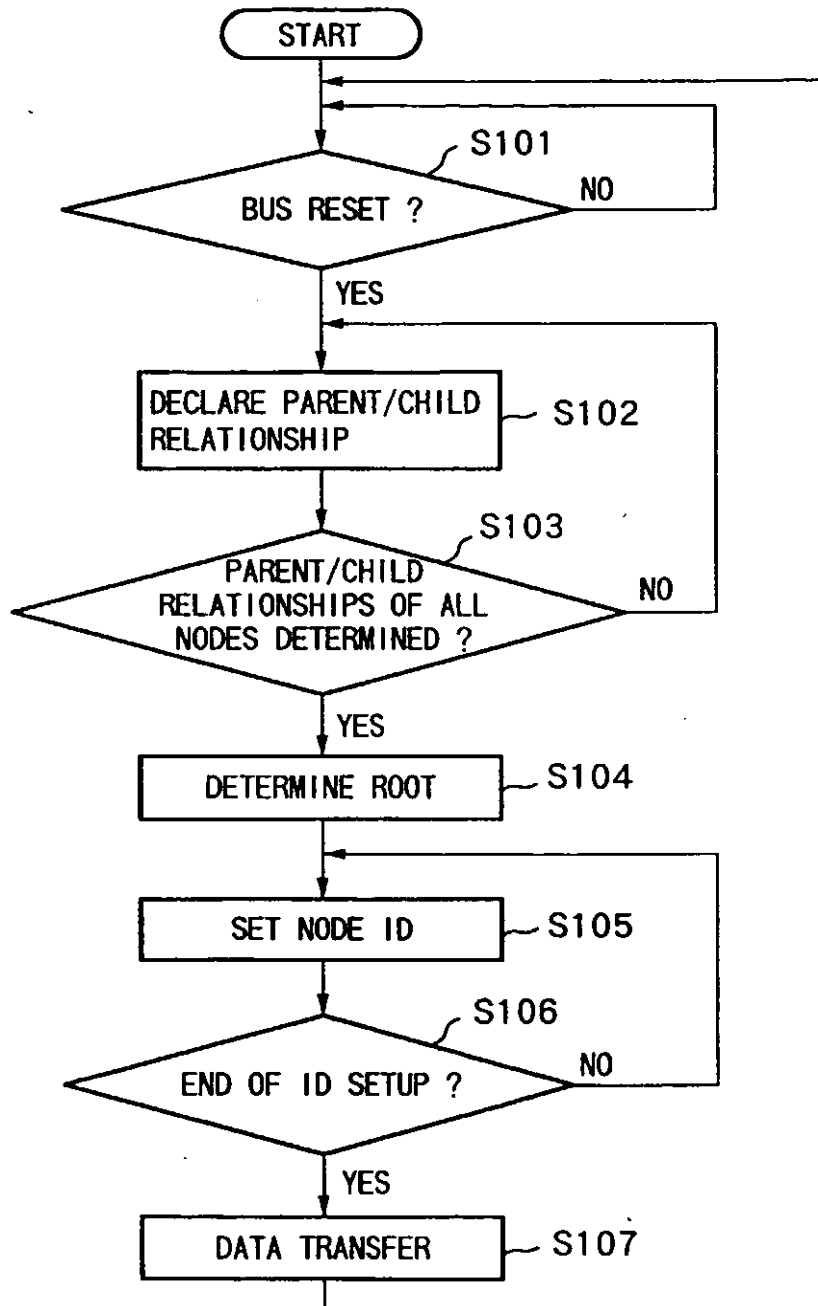 START
S101
BUS RESET ?
NO
YES
DECLARE PARENT/CHILD
RELATIONSHIP
S102
S103
PARENT/CHILD
RELATIONSHIPS OF ALL
NODES DETERMINED ?
NO
YES
DETERMINE ROOT
S104
SET NODE ID
S105
S106
END OF ID SETUP ?
NO
YES
DATA TRANSFER
S107